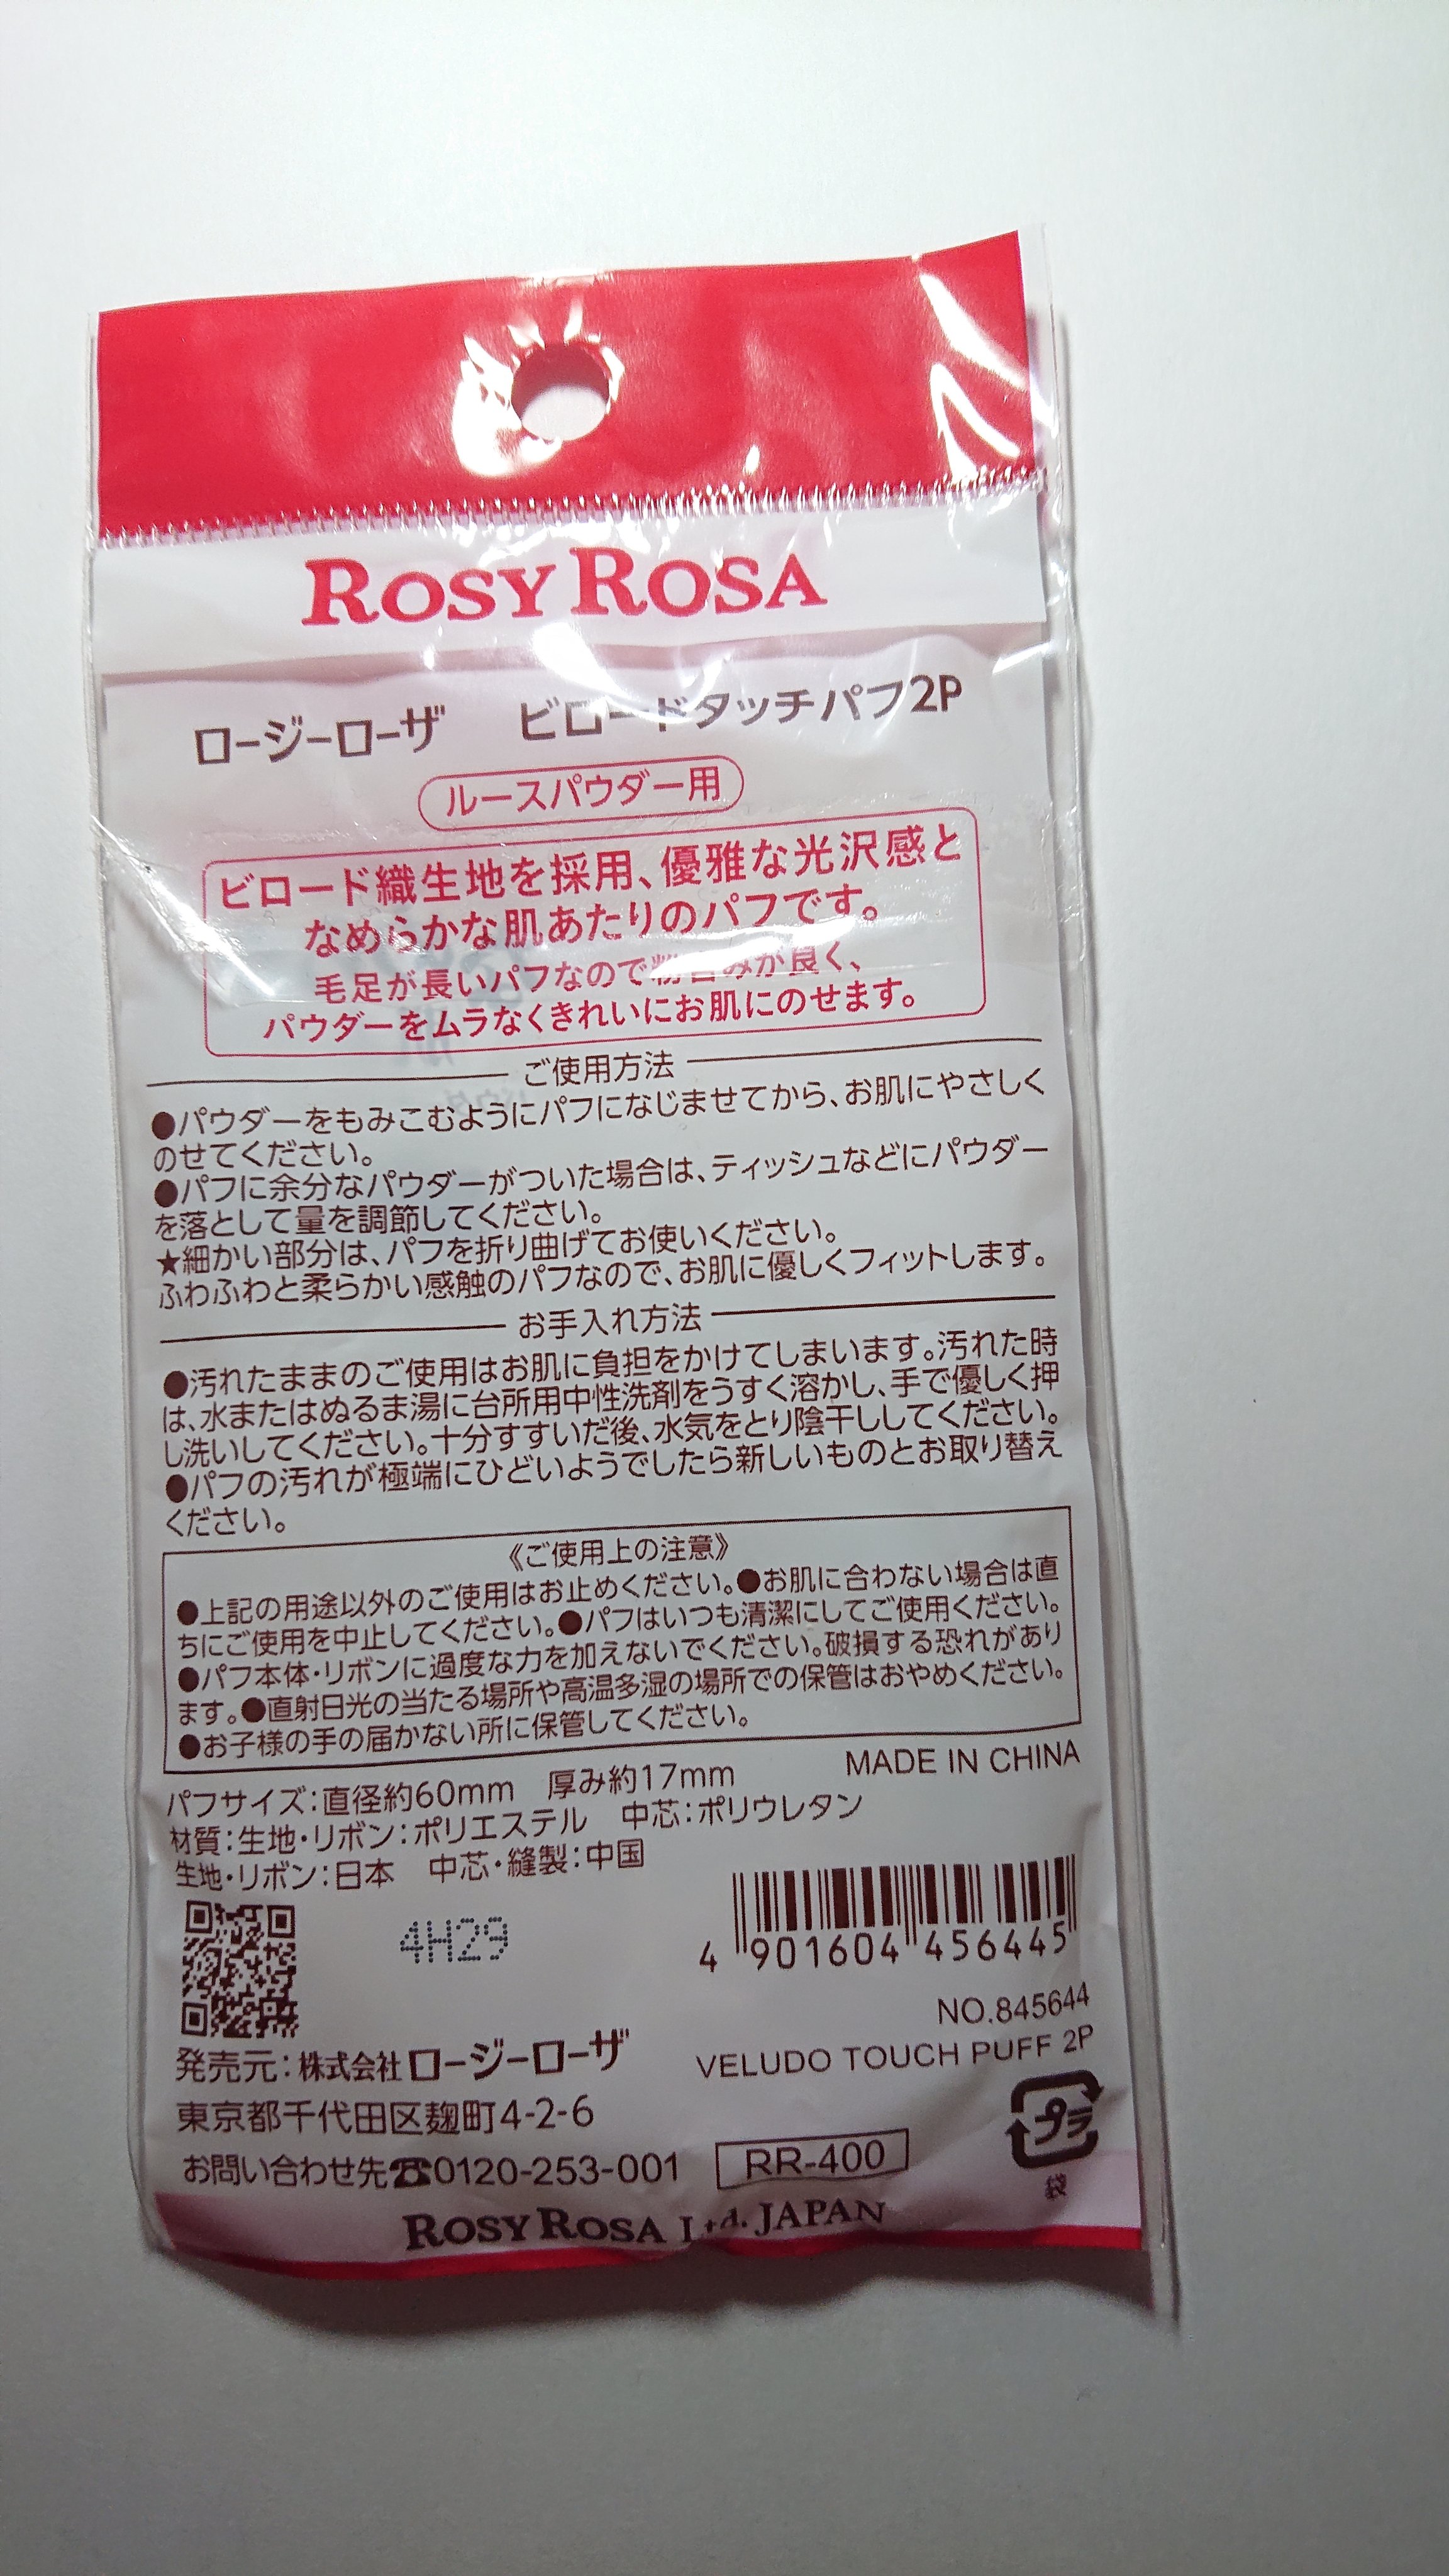 ROSY ROSA
ロージーローザ ビロードタッチパフ2P
ルースパウダー用
ビロード織生地を採用、優雅な光沢感と
なめらかな肌あたりのパフです。
毛足が長いパフなので粉含みが良く、
パウダーをムラなくきれいにお肌にのせます。
ご使用方法
●パウダーをもみこむようにパフになじませてから、お肌にやさしく
のせてください。
●パフに余分なパウダーがついた場合は、ティッシュなどにパウダー
を落として量を調節してください。
★細かい部分は、パフを折り曲げてお使いください。
ふわふわと柔らかい感触のパフなので、お肌に優しくフィットします。
お手入れ方法
●汚れたままのご使用はお肌に負担をかけてしまいます。汚れた時
は、水またはぬるま湯に台所用中性洗剤をうすく溶かし、手で優しく押
し洗いしてください。十分すすいだ後、水気をとり陰干ししてください。
●パフの汚れが極端にひどいようでしたら新しいものとお取り替え
ください。
《ご使用上の注意》
●上記の用途以外のご使用はお止めください。●お肌に合わない場合は直
ちにご使用を中止してください。●パフはいつも清潔にしてご使用ください。
●パフ本体・リボンに過度な力を加えないでください。破損する恐れがあり
ます。●直射日光の当たる場所や高温多湿の場所での保管はおやめください。
●お子様の手の届かない所に保管してください。
パフサイズ:直径約60mm 厚み約17mm MADE IN CHINA
材質:生地・リボン:ポリエステル 中芯:ポリウレタン
生地・リボン:日本 中芯・縫製:中国
4H29
4 901604 456445
NO.845644
VELUDO TOUCH PUFF 2P
発売元:株式会社ロージーローザ
東京都千代田区麹町4-2-6
お問い合わせ先☎0120-253-001 RR-400
プラ
袋
ROSY ROSA Ltd. JAPAN